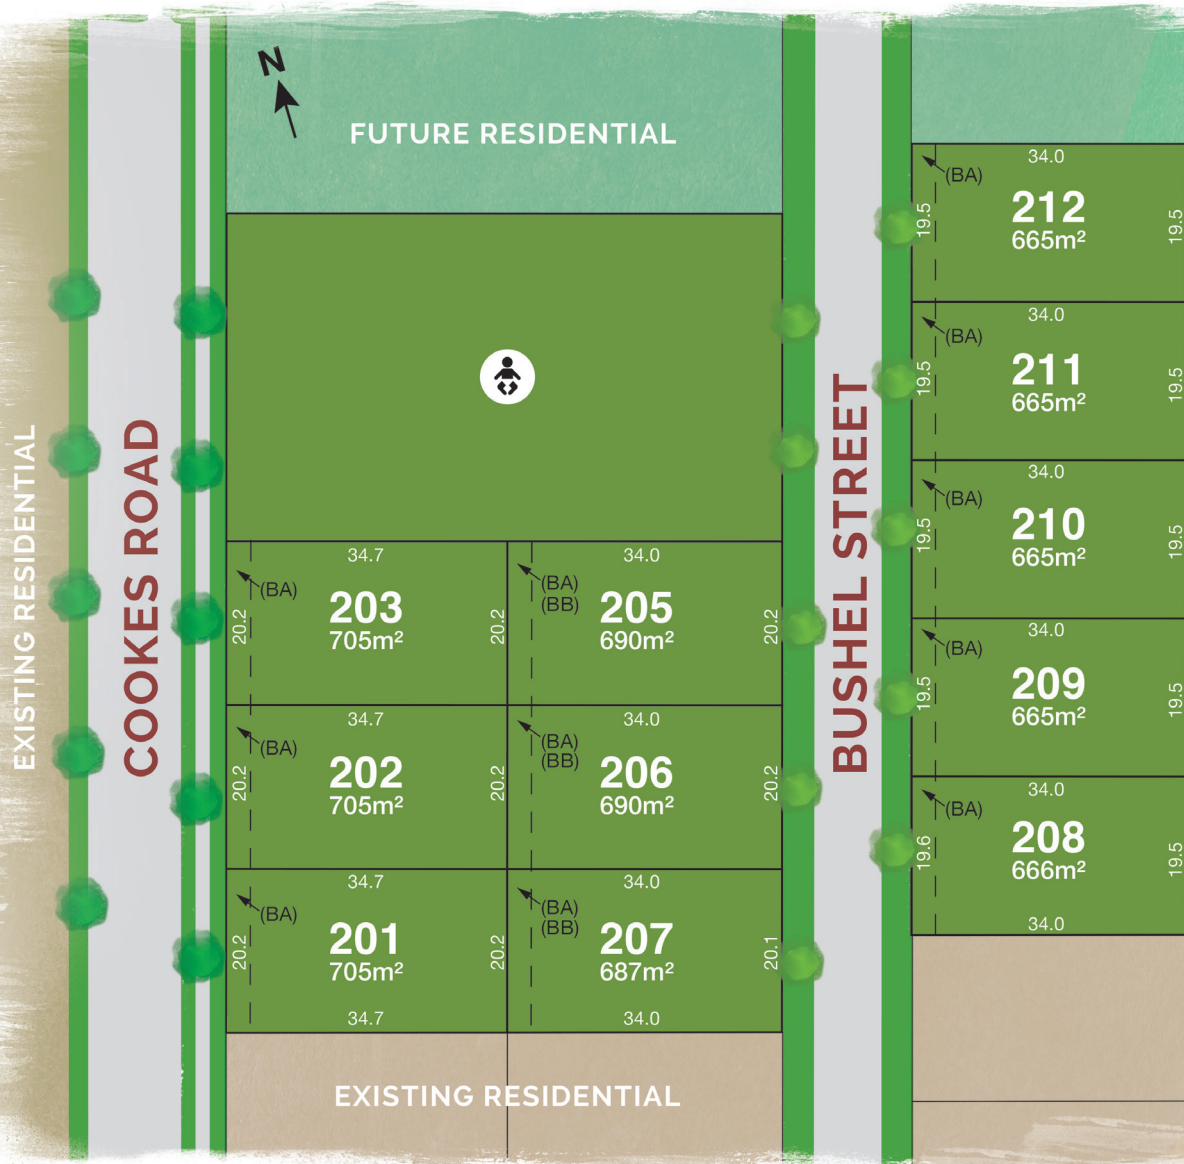 N
FUTURE RESIDENTIAL
EXISTING RESIDENTIAL
COOKES ROAD
34.7
(BA)
203
705m²
20.2
20.2
34.0
(BA)
(BB)
205
690m²
20.2
34.7
(BA)
202
705m²
20.2
20.2
34.0
(BA)
(BB)
206
690m²
20.2
34.7
(BA)
201
705m²
20.2
20.2
34.7
34.0
(BA)
(BB)
207
687m²
20.1
34.0
EXISTING RESIDENTIAL
BUSHEL STREET
34.0
(BA)
212
665m²
19.5
19.5
34.0
(BA)
211
665m²
19.5
19.5
34.0
(BA)
210
665m²
19.5
19.5
34.0
(BA)
209
665m²
19.5
19.5
34.0
(BA)
208
666m²
19.6
19.5
34.0